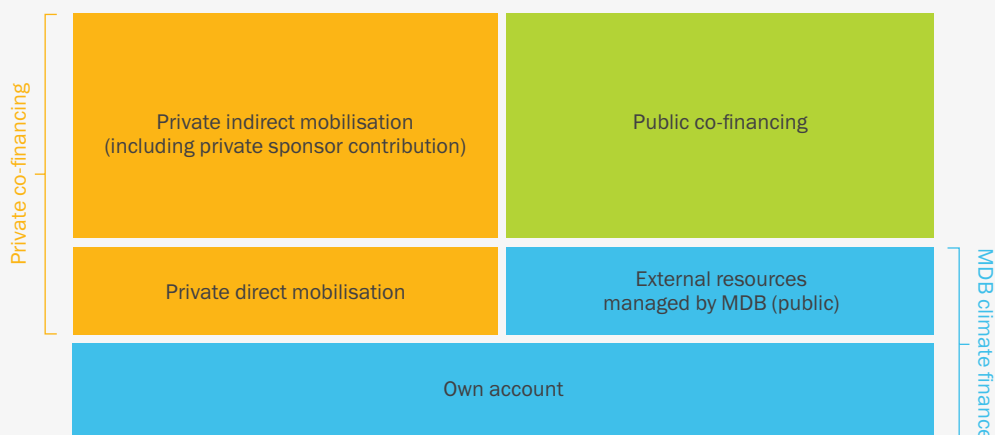 Private co-financing
Private indirect mobilisation
(including private sponsor contribution)
Public co-financing
Private direct mobilisation
External resources
managed by MDB (public)
MDB climate finance
Own account